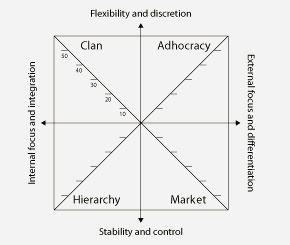 Flexibility and discretion
Clan
Adhocracy
50
40
30
20
10
Internal focus and integration
External focus and differentiation
Hierarchy
Market
Stability and control